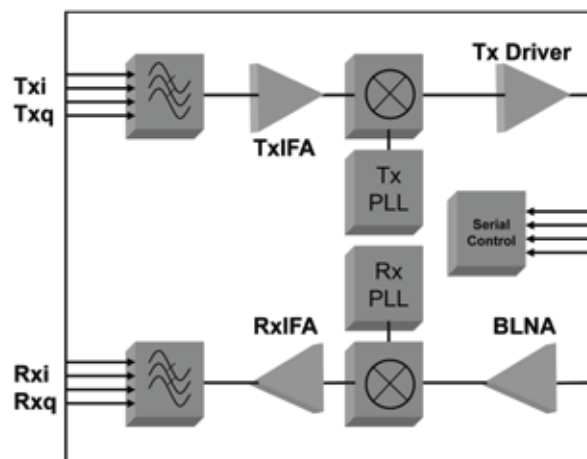 Tx Driver
Txi
Txq
TxIFA
Tx
PLL
Serial
Control
Rx
PLL
RxIFA
BLNA
Rxi
Rxq